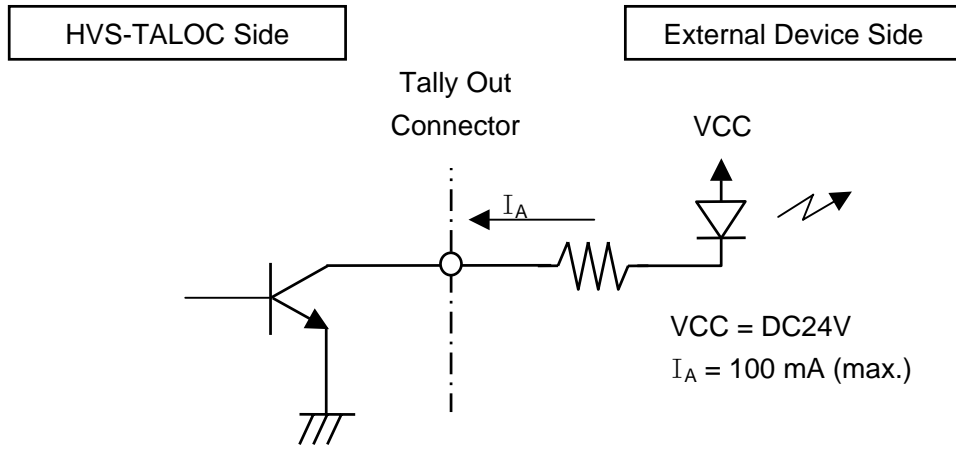 HVS-TALOC Side
External Device Side
Tally Out
Connector
VCC
IA
VCC = DC24V
IA = 100 mA (max.)